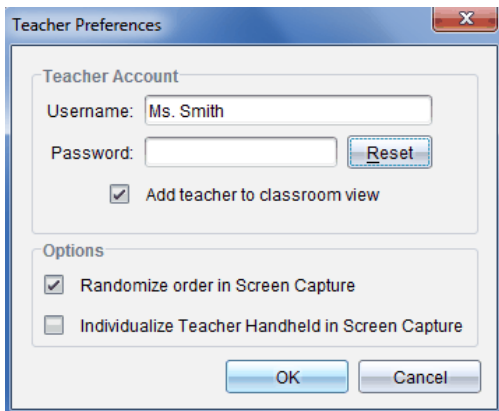 Teacher Preferences
Teacher Account
Username: Ms. Smith
Password: Reset
Add teacher to classroom view
Options
Randomize order in Screen Capture
Individualize Teacher Handheld in Screen Capture
OK Cancel